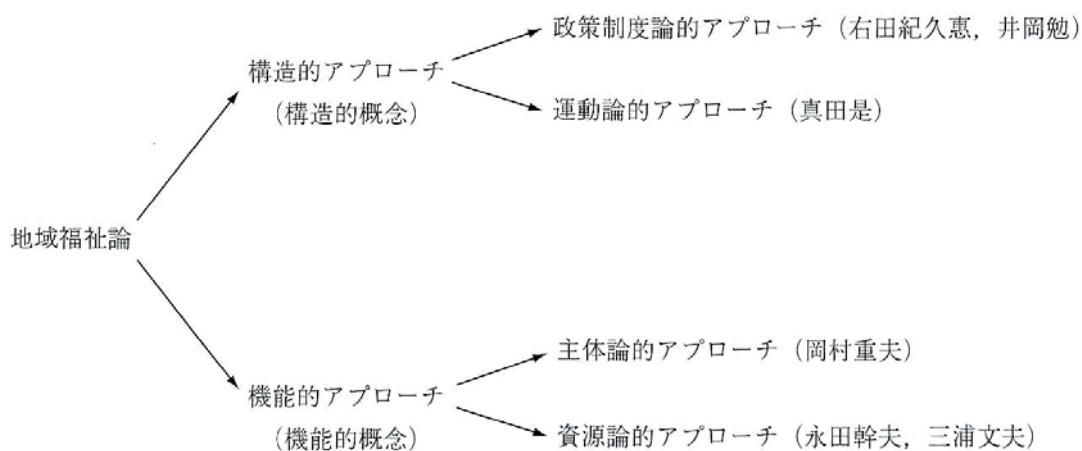 政策制度論的アプローチ（右田紀久惠，井岡勉）
構造的アプローチ
（構造的概念）
運動論的アプローチ（真田是）
地域福祉論
主体論的アプローチ（岡村重夫）
機能的アプローチ
（機能的概念）
資源論的アプローチ（永田幹夫，三浦文夫）